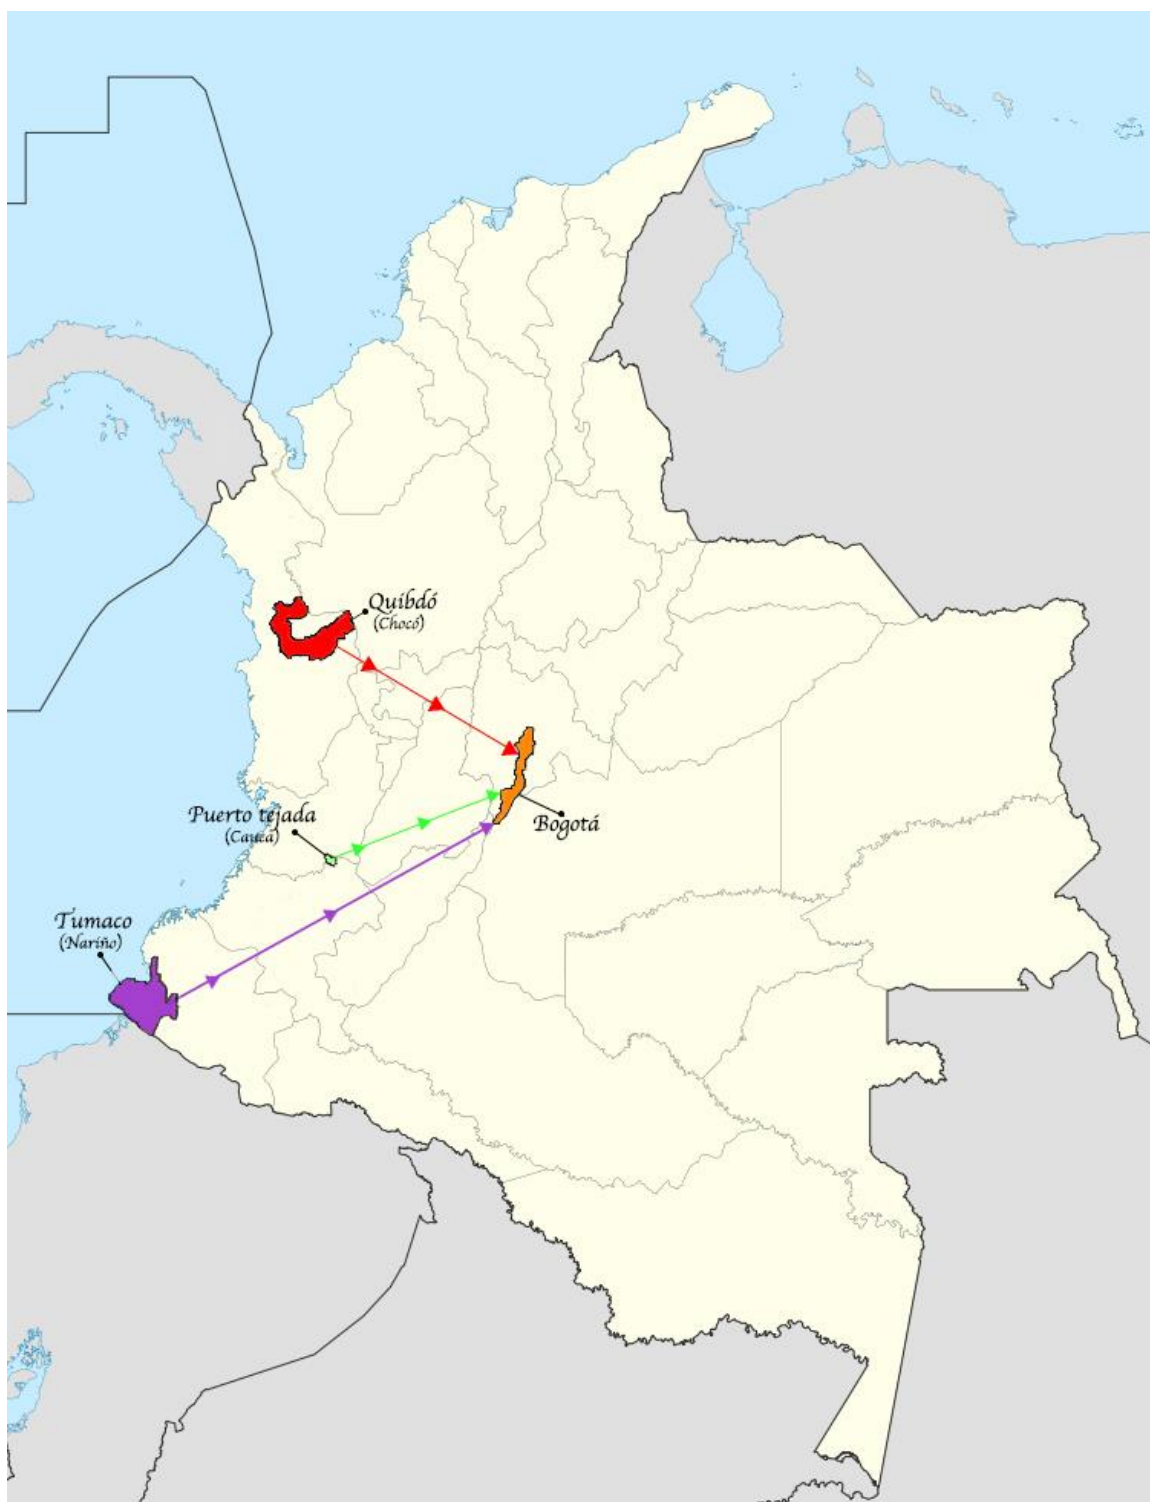 Quibdó
(Chocó)
Puerto tejada
(Cauca)
Bogotá
Tumaco
(Nariño)